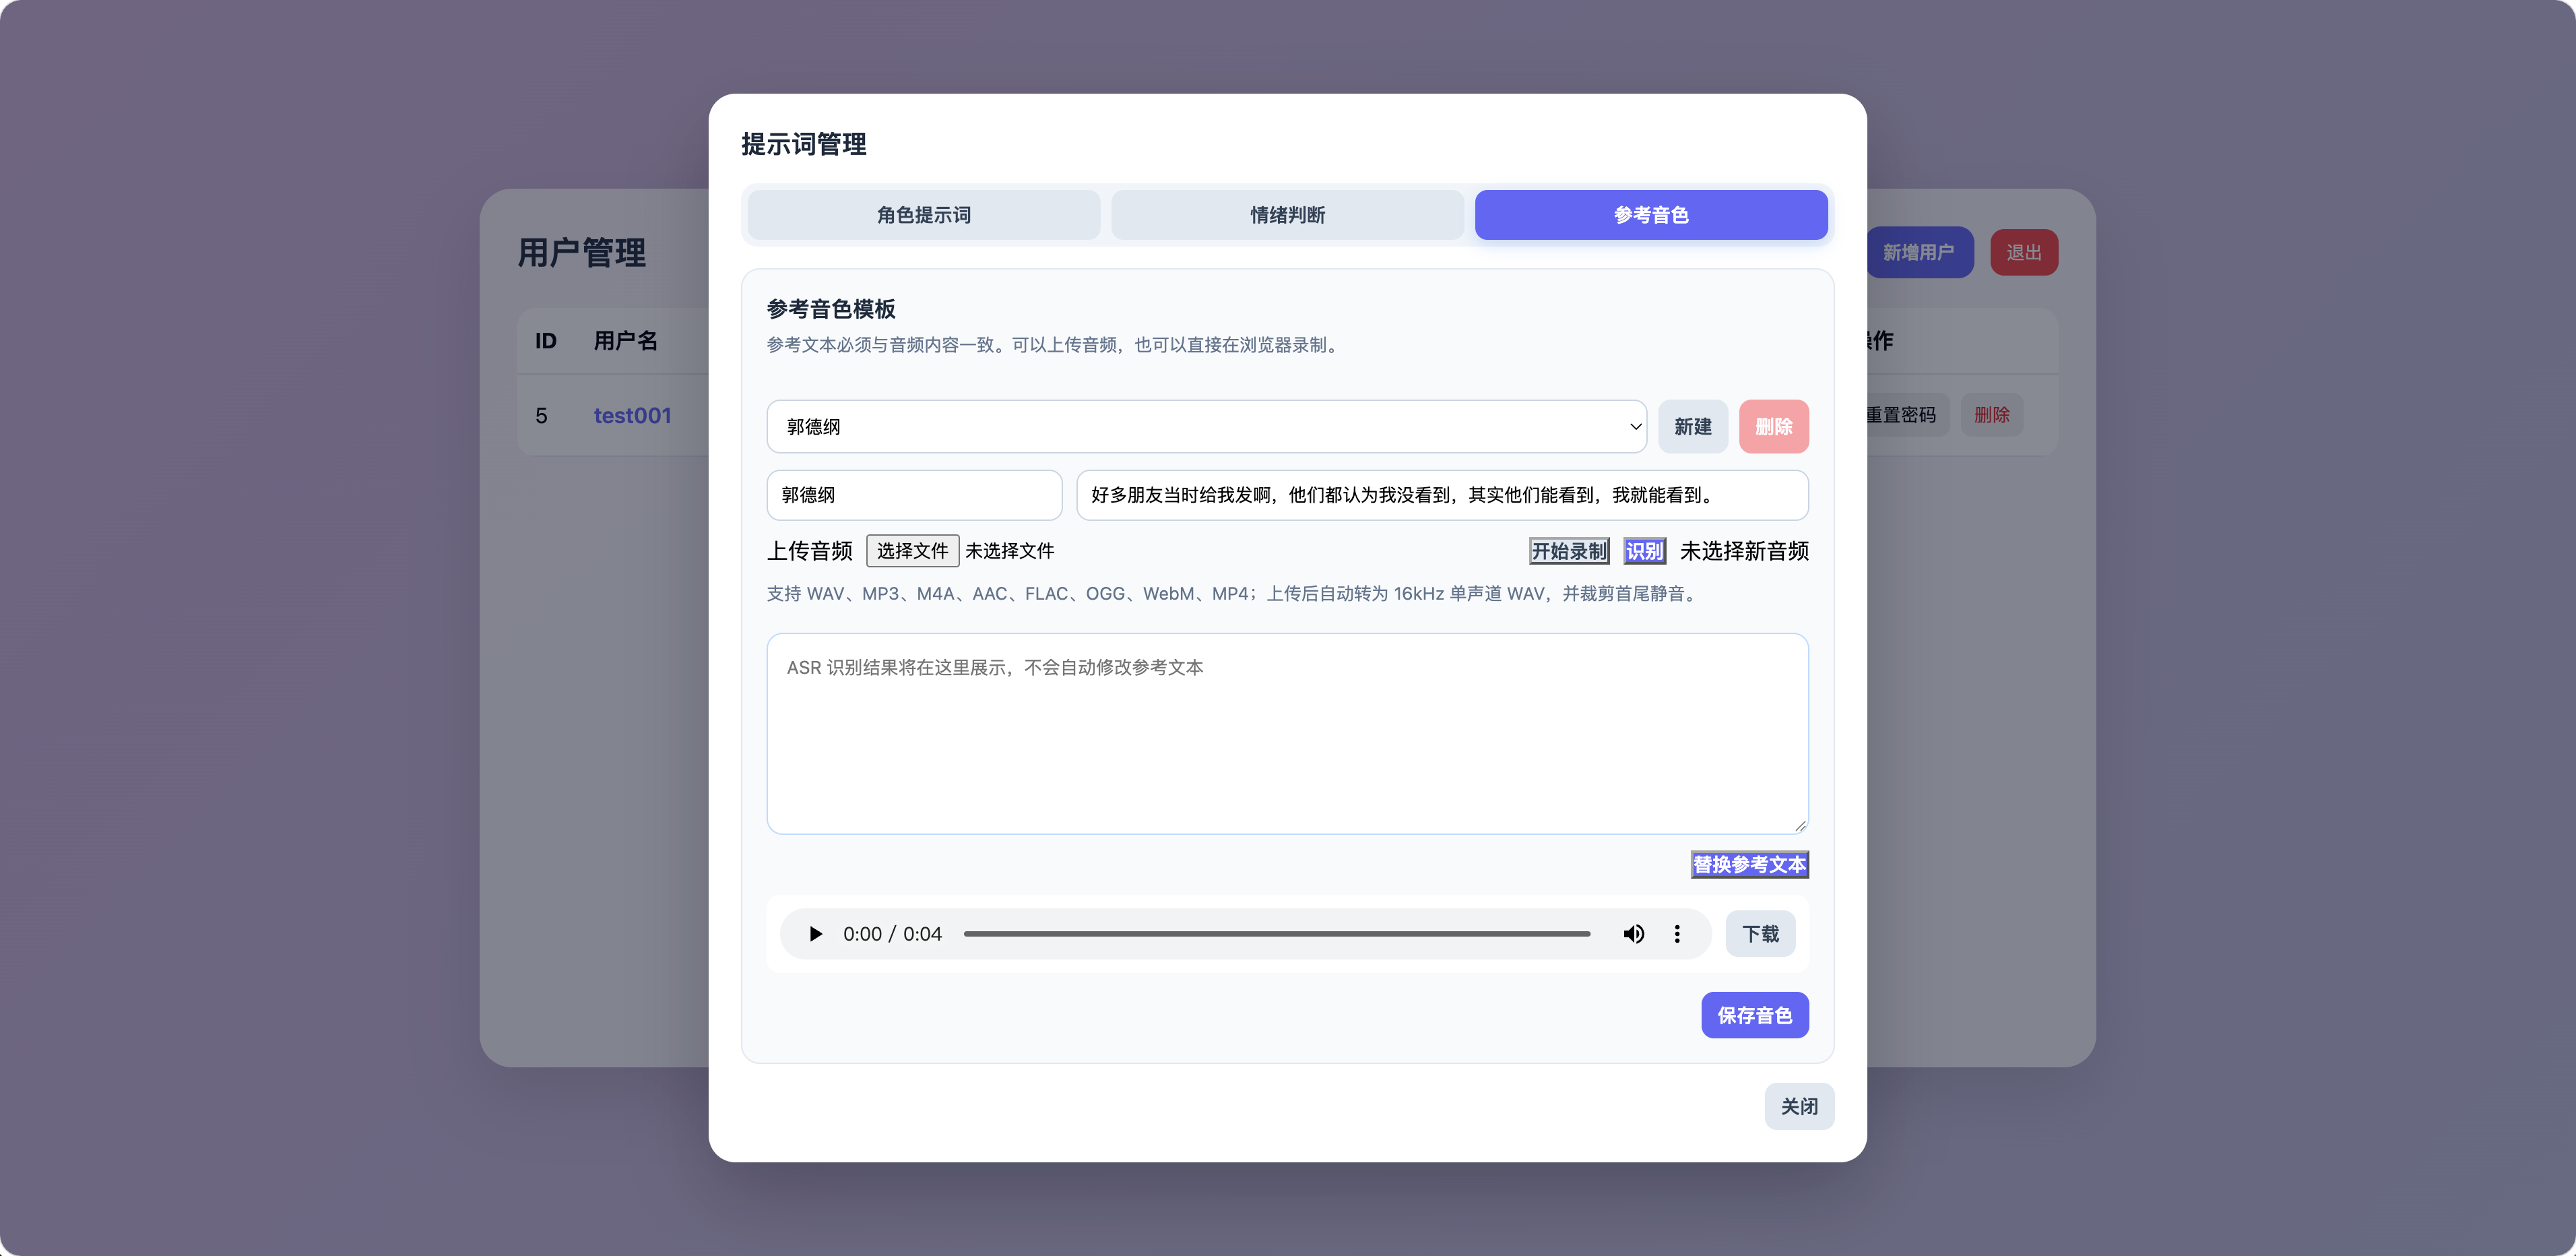 提示词管理
角色提示词 情绪判断 参考音色
用户管理 新增用户 退出
参考音色模板
ID 用户名 操作
参考文本必须与音频内容一致。可以上传音频，也可以直接在浏览器录制。
5 test001 重置密码 删除
郭德纲 新建 删除
郭德纲 好多朋友当时给我发啊，他们都认为我没看到，其实他们能看到，我就能看到。
上传音频 选择文件 未选择文件 开始录制 识别 未选择新音频
支持 WAV、MP3、M4A、AAC、FLAC、OGG、WebM、MP4；上传后自动转为 16kHz 单声道 WAV，并裁剪首尾静音。
ASR 识别结果将在这里展示，不会自动修改参考文本
替换参考文本
0:00 / 0:04 下载
保存音色
关闭